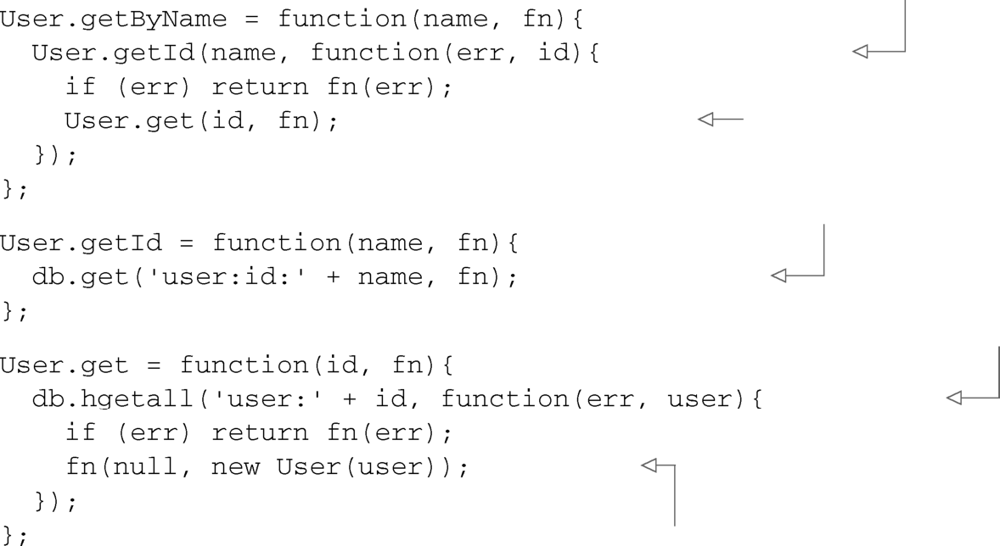 User.getByName = function(name, fn){
  User.getId(name, function(err, id){
    if (err) return fn(err);
    User.get(id, fn);
  });
};
User.getId = function(name, fn){
  db.get('user:id:' + name, fn);
};
User.get = function(id, fn){
  db.hgetall('user:' + id, function(err, user){
    if (err) return fn(err);
    fn(null, new User(user));
  });
};